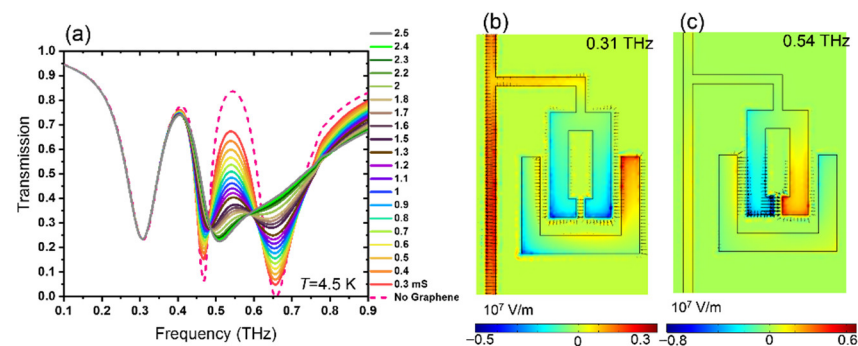 (a)
Transmission
1.0
0.9
0.8
0.7
0.6
0.5
0.4
0.3
0.2
0.1
0.0
0.1 0.2 0.3 0.4 0.5 0.6 0.7 0.8 0.9
Frequency (THz)
T=4.5 K
2.5
2.4
2.3
2.2
2
1.8
1.7
1.6
1.5
1.3
1.2
1.1
1
0.9
0.8
0.7
0.6
0.5
0.4
0.3 mS
No Graphene
(b)
0.31 THz
10⁷ V/m
−0.5 0 0.3
(c)
0.54 THz
10⁷ V/m
−0.8 0 0.6